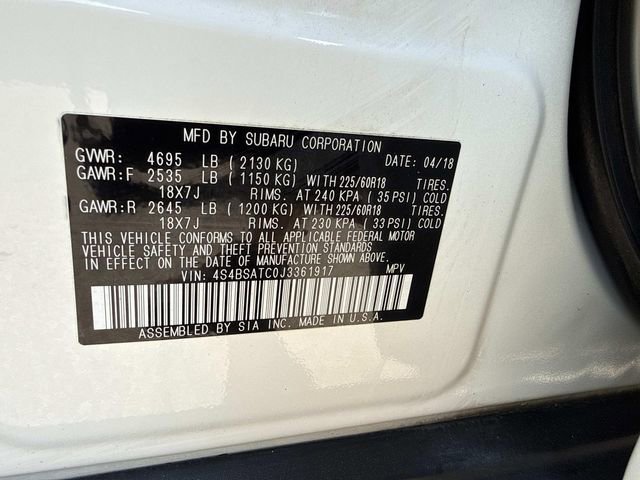 MFD BY SUBARU CORPORATION
GVWR: 4695 LB (2130 KG) DATE: 04/18
GAWR:F 2535 LB (1150 KG) WITH 225/60R18 TIRES.
18X7J RIMS. AT 240 KPA (35 PSI) COLD
GAWR:R 2645 LB (1200 KG) WITH 225/60R18 TIRES.
18X7J RIMS. AT 230 KPA (33 PSI) COLD
THIS VEHICLE CONFORMS TO ALL APPLICABLE FEDERAL MOTOR
VEHICLE SAFETY AND THEFT PREVENTION STANDARDS
IN EFFECT ON THE DATE OF MANUFACTURE SHOWN ABOVE.
VIN: 4S4BSATC0J3361917 MPV
ASSEMBLED BY SIA INC. MADE IN U.S.A.